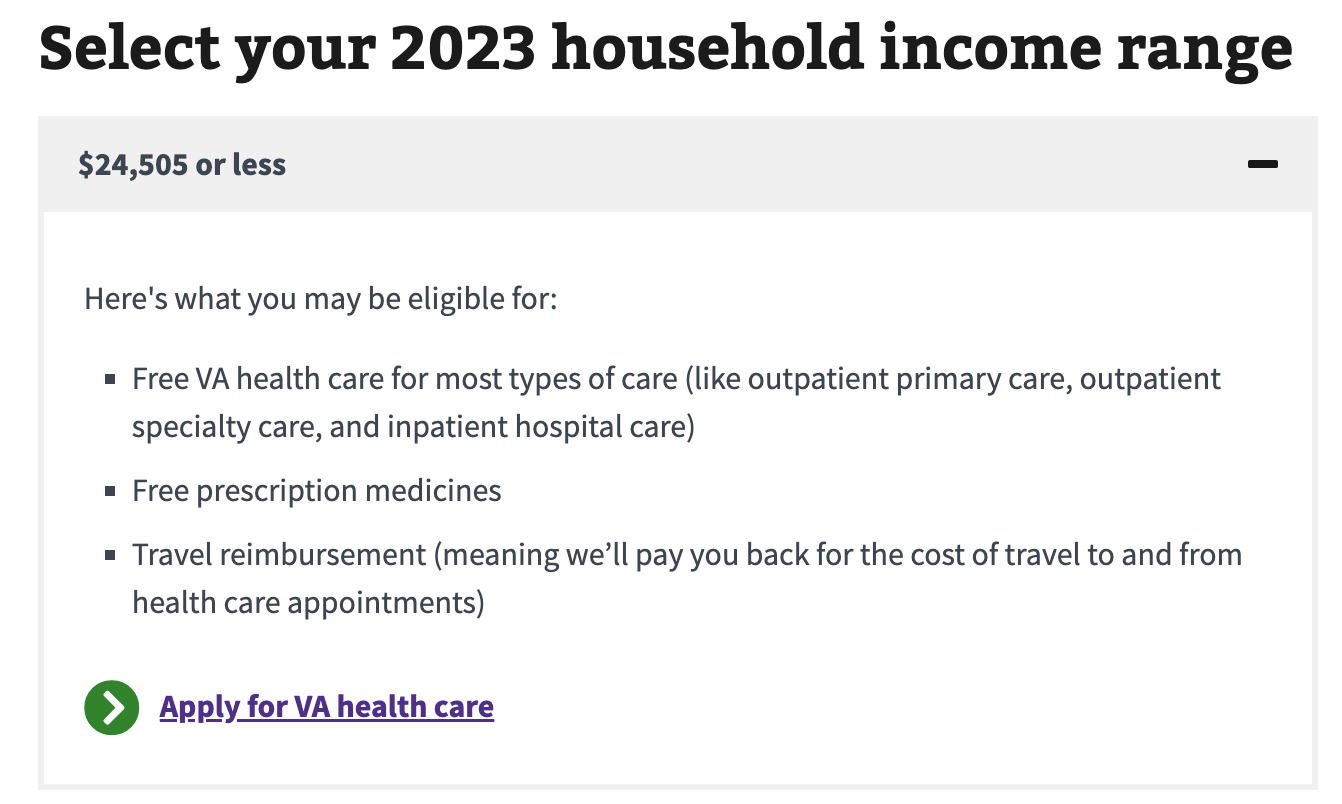 Select your 2023 household income range
$24,505 or less
Here's what you may be eligible for:
Free VA health care for most types of care (like outpatient primary care, outpatient
specialty care, and inpatient hospital care)
Free prescription medicines
Travel reimbursement (meaning we’ll pay you back for the cost of travel to and from
health care appointments)
Apply for VA health care